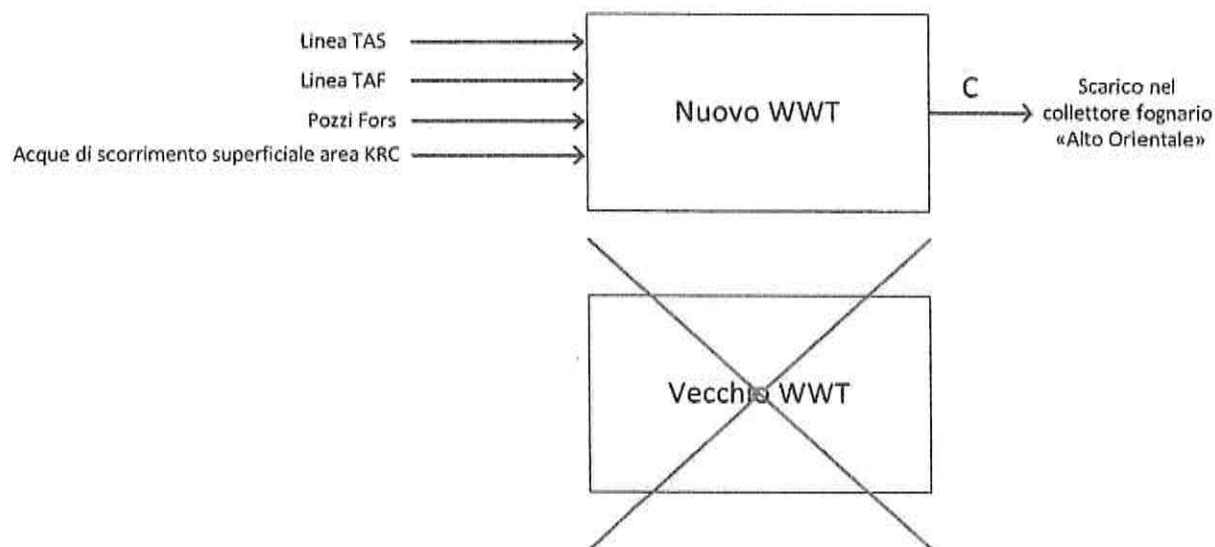 Linea TAS
Linea TAF
Pozzi Fors
Acque di scorrimento superficiale area KRC
Nuovo WWT
C
Scarico nel
collettore fognario
«Alto Orientale»
Vecchio WWT